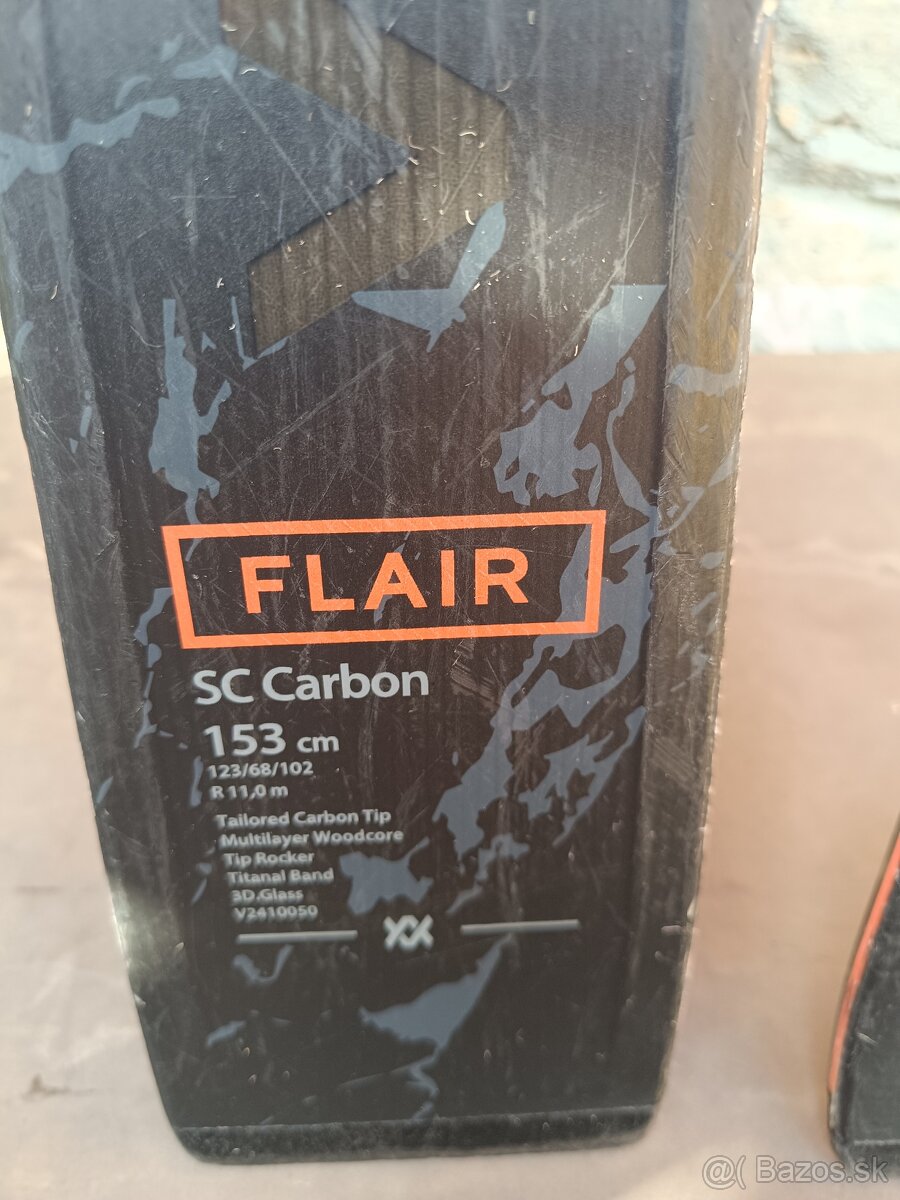 FLAIR
SC Carbon
153 cm
123/68/102
R 11,0 m
Tailored Carbon Tip
Multilayer Woodcore
Tip Rocker
Titanal Band
3D.Glass
V2410050
@( Bazos.sk